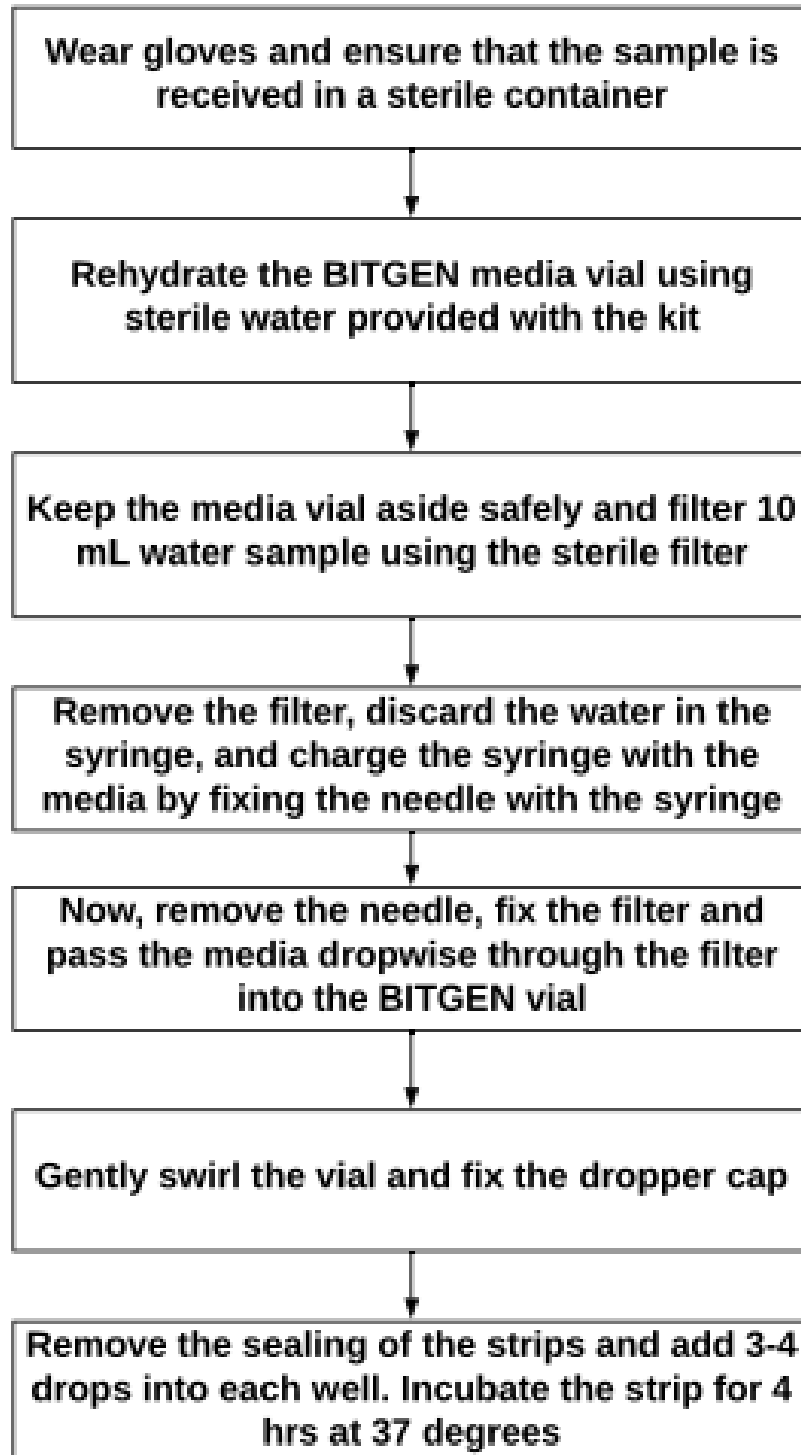 Wear gloves and ensure that the sample is
received in a sterile container
Rehydrate the BITGEN media vial using
sterile water provided with the kit
Keep the media vial aside safely and filter 10
mL water sample using the sterile filter
Remove the filter, discard the water in the
syringe, and charge the syringe with the
media by fixing the needle with the syringe
Now, remove the needle, fix the filter and
pass the media dropwise through the filter
into the BITGEN vial
Gently swirl the vial and fix the dropper cap
Remove the sealing of the strips and add 3-4
drops into each well. Incubate the strip for 4
hrs at 37 degrees